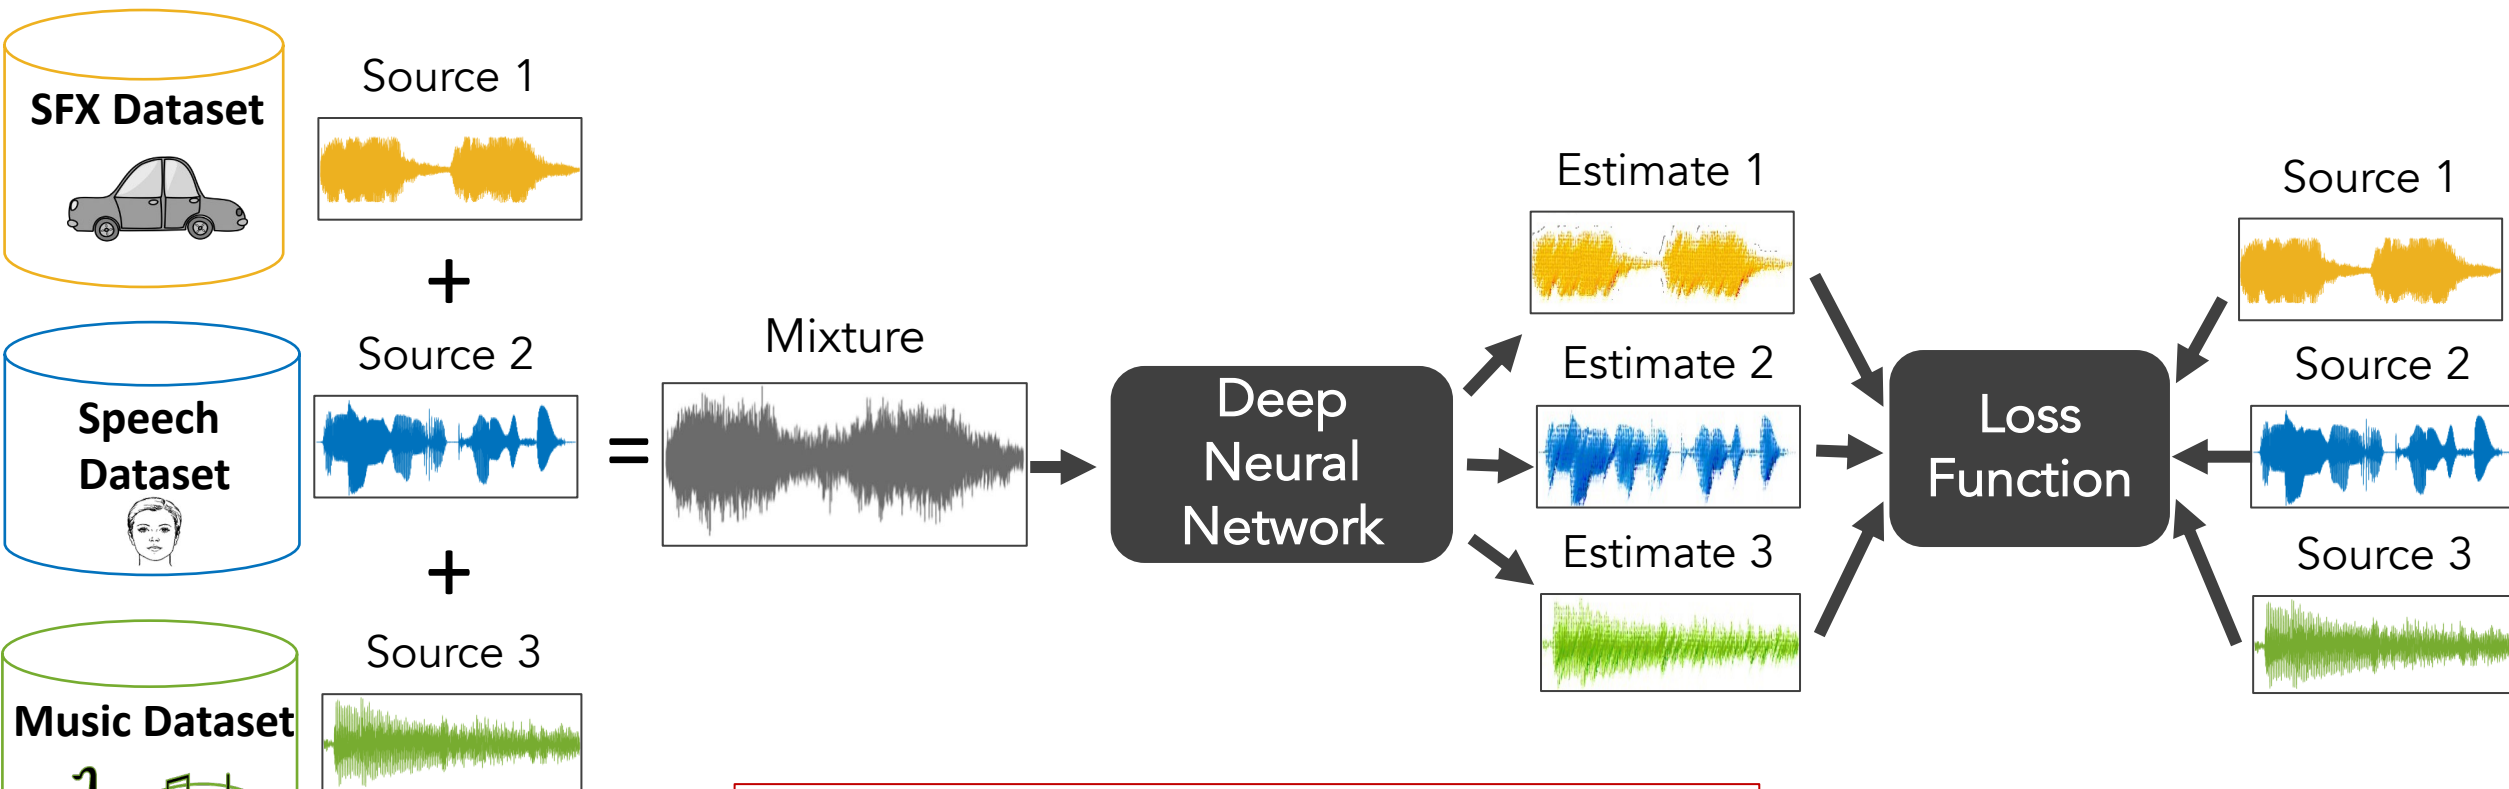 SFX Dataset
Source 1
+
Speech
Dataset
Source 2
+
Music Dataset
Source 3
=
Mixture
Deep
Neural
Network
Estimate 1
Estimate 2
Estimate 3
Loss
Function
Source 1
Source 2
Source 3